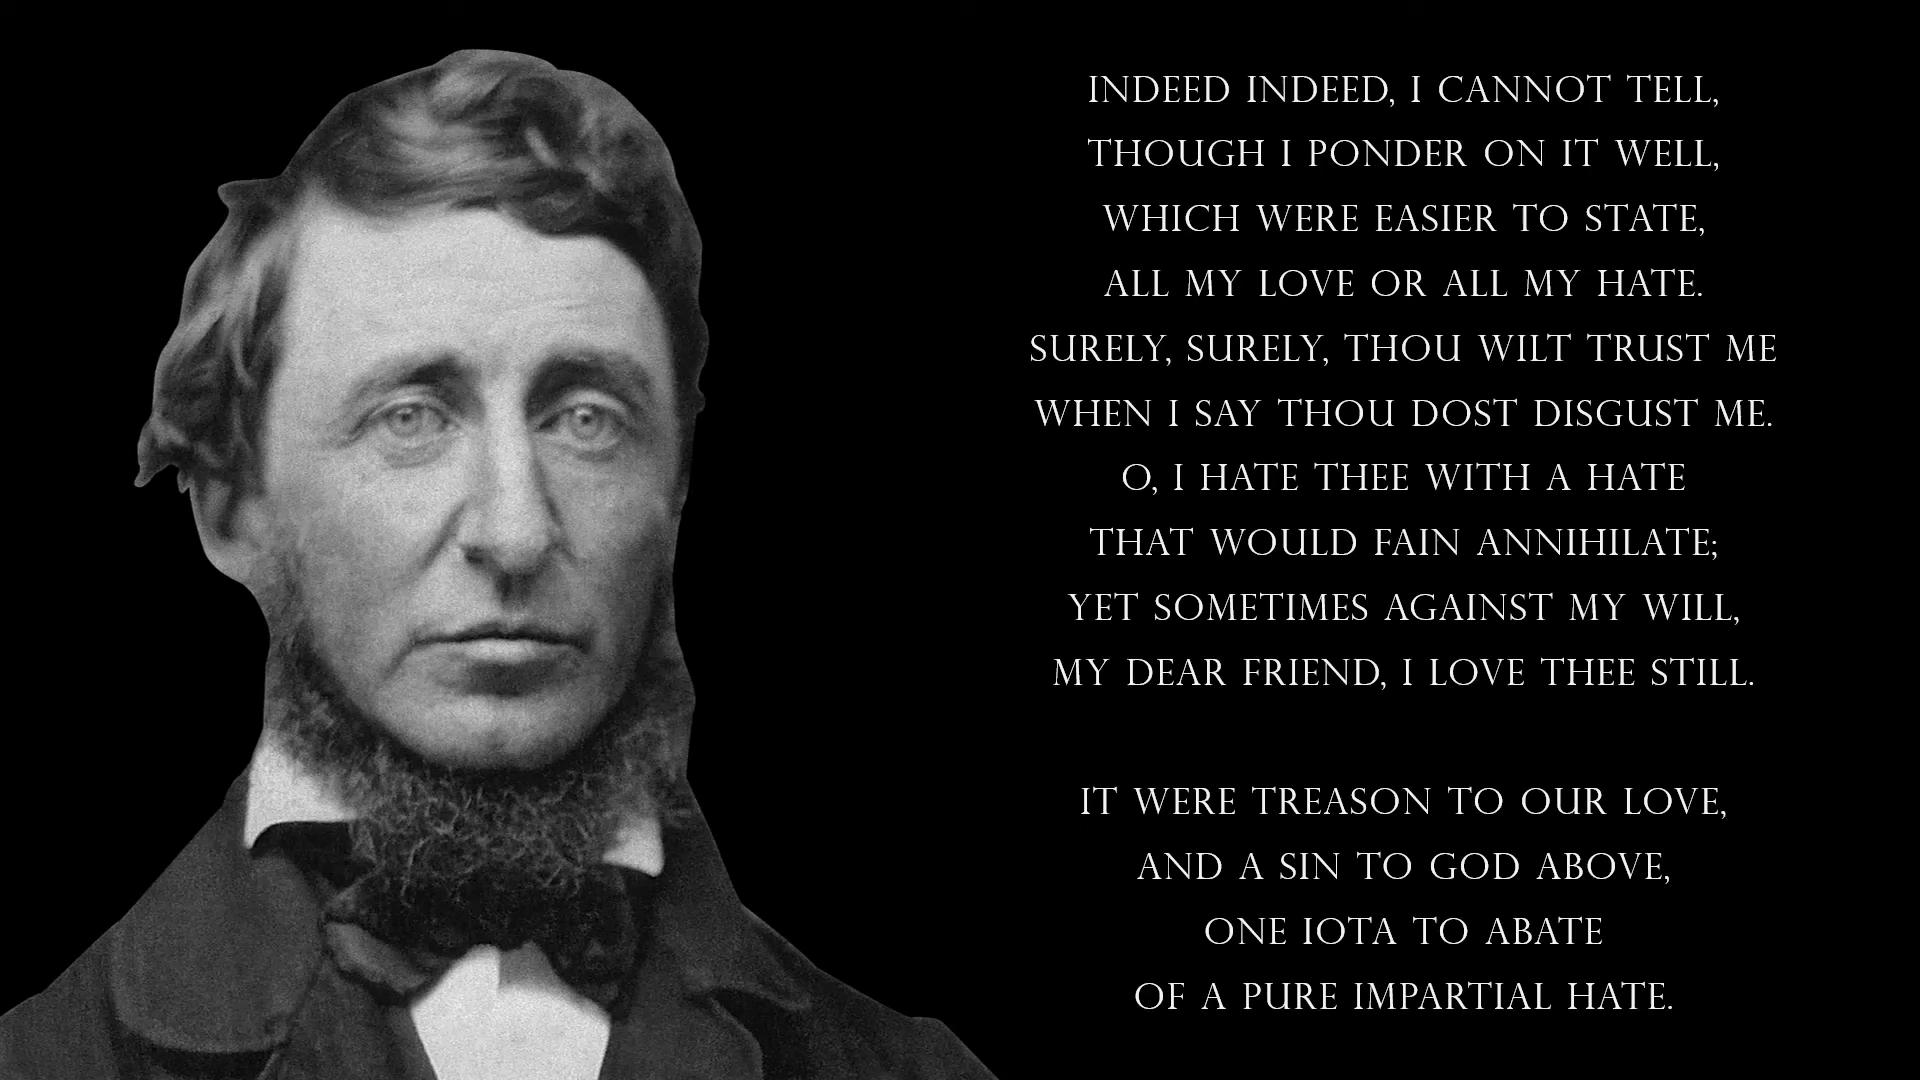 INDEED INDEED, I CANNOT TELL,
THOUGH I PONDER ON IT WELL,
WHICH WERE EASIER TO STATE,
ALL MY LOVE OR ALL MY HATE.
SURELY, SURELY, THOU WILT TRUST ME
WHEN I SAY THOU DOST DISGUST ME.
O, I HATE THEE WITH A HATE
THAT WOULD FAIN ANNIHILATE;
YET SOMETIMES AGAINST MY WILL,
MY DEAR FRIEND, I LOVE THEE STILL.
IT WERE TREASON TO OUR LOVE,
AND A SIN TO GOD ABOVE,
ONE IOTA TO ABATE
OF A PURE IMPARTIAL HATE.